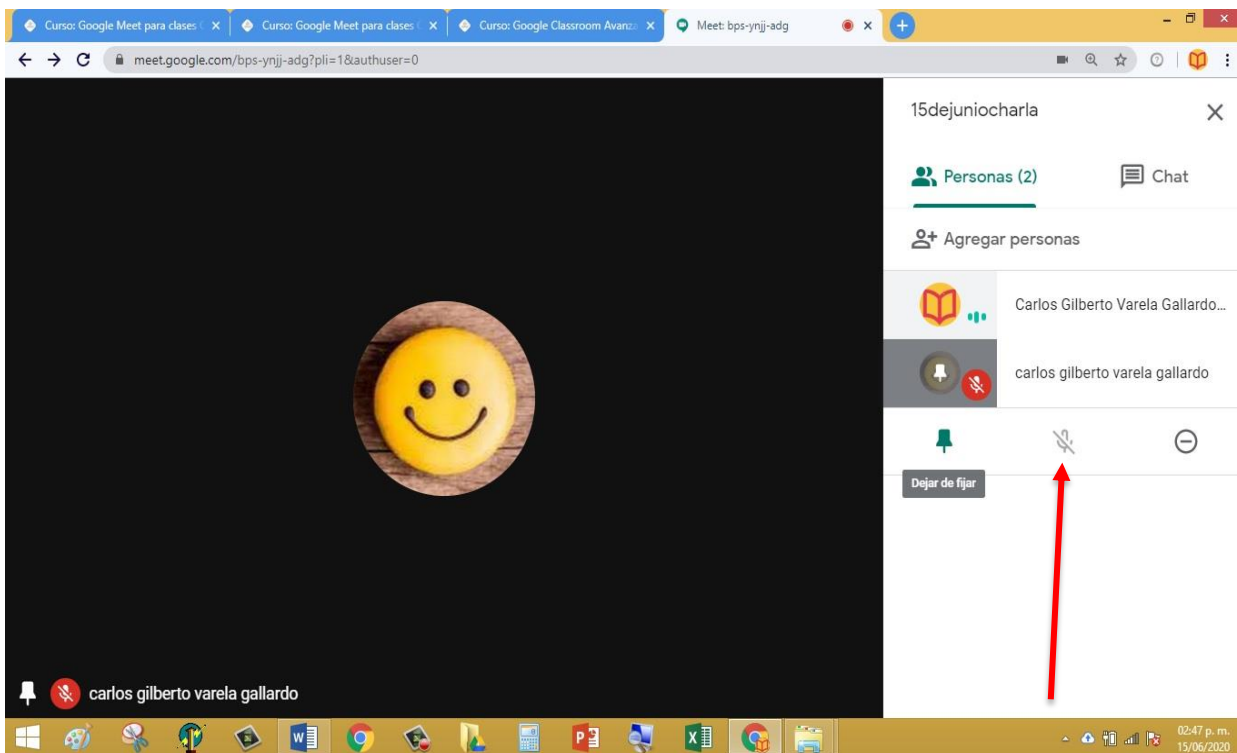 Curso: Google Meet para clases
Curso: Google Meet para clases
Curso: Google Classroom Avanz
Meet: bps-ynjj-adg
meet.google.com/bps-ynjj-adg?pli=1&authuser=0
15dejuniocharla
Personas (2)
Chat
Agregar personas
Carlos Gilberto Varela Gallardo...
carlos gilberto varela gallardo
Dejar de fijar
carlos gilberto varela gallardo
02:47 p. m.
15/06/2020